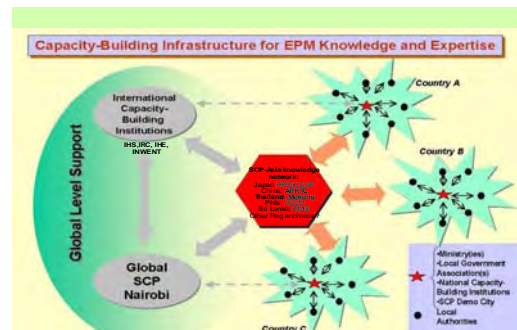 Capacity-Building Infrastructure for EPM Knowledge and Expertise
Global Level Support
International
Capacity-
Building
Institutions
IHS,IRC, IHE,
INWENT
Global
SCP
Nairobi
SCP-Asia knowledge
network:
Japan
China:
Thailand:
Phils:
Sri Lanka:
Other Reg.anchoids?
Country A
Country B
Country C
•Ministry(ies)
•Local Government
Association(s)
•National Capacity-
Building Institutions
•SCP Demo City
Local
Authorities